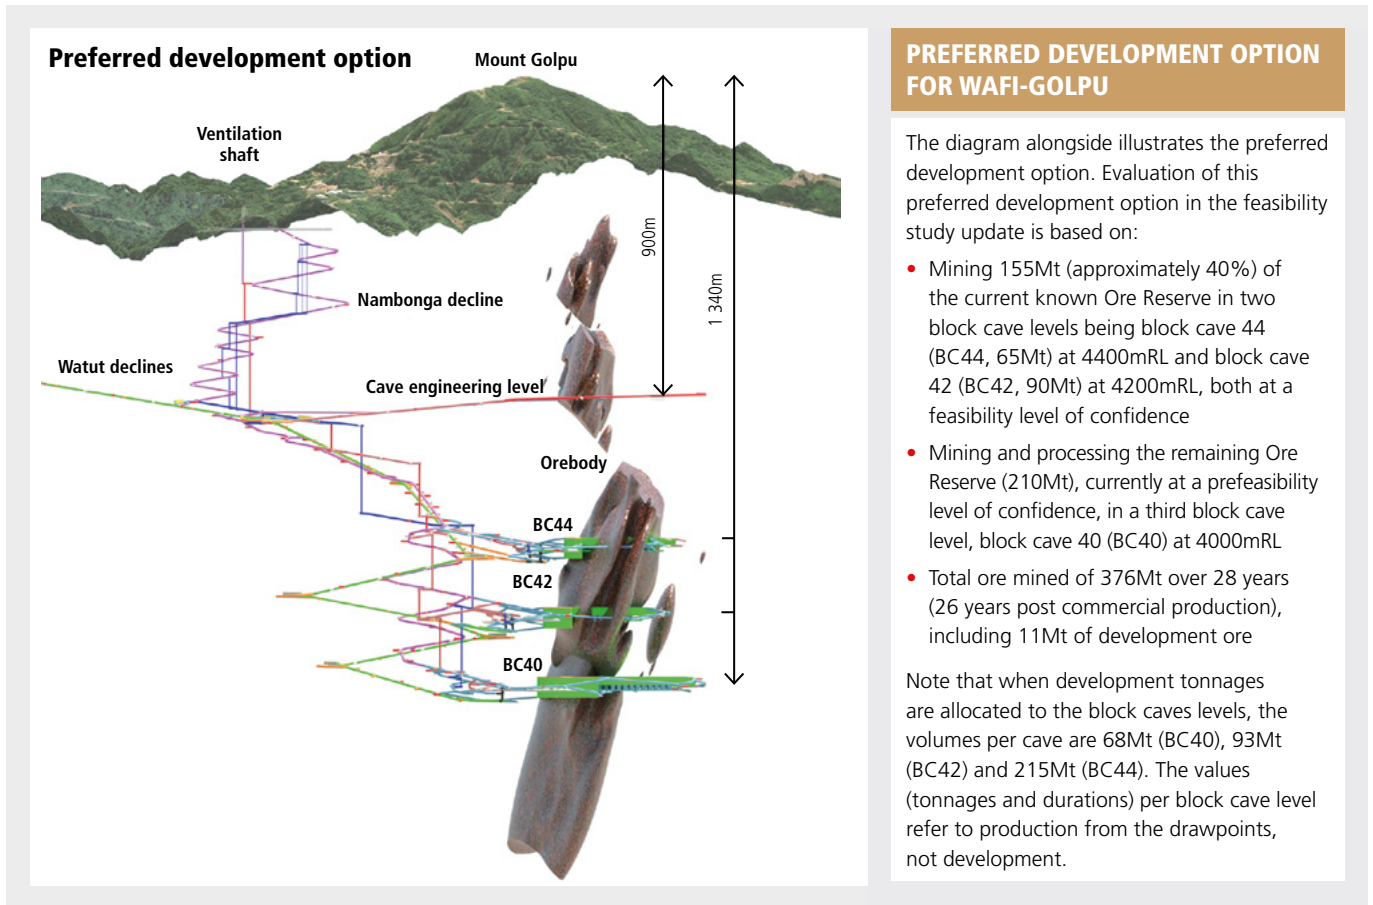 Preferred development option
Mount Golpu
Ventilation
shaft
900m
1 340m
Nambonga decline
Watut declines
Cave engineering level
Orebody
BC44
BC42
BC40
PREFERRED DEVELOPMENT OPTION
FOR WAFI-GOLPU
The diagram alongside illustrates the preferred
development option. Evaluation of this
preferred development option in the feasibility
study update is based on:
• Mining 155Mt (approximately 40%) of
the current known Ore Reserve in two
block cave levels being block cave 44
(BC44, 65Mt) at 4400mRL and block cave
42 (BC42, 90Mt) at 4200mRL, both at a
feasibility level of confidence
• Mining and processing the remaining Ore
Reserve (210Mt), currently at a prefeasibility
level of confidence, in a third block cave
level, block cave 40 (BC40) at 4000mRL
• Total ore mined of 376Mt over 28 years
(26 years post commercial production),
including 11Mt of development ore
Note that when development tonnages
are allocated to the block caves levels, the
volumes per cave are 68Mt (BC40), 93Mt
(BC42) and 215Mt (BC44). The values
(tonnages and durations) per block cave level
refer to production from the drawpoints,
not development.